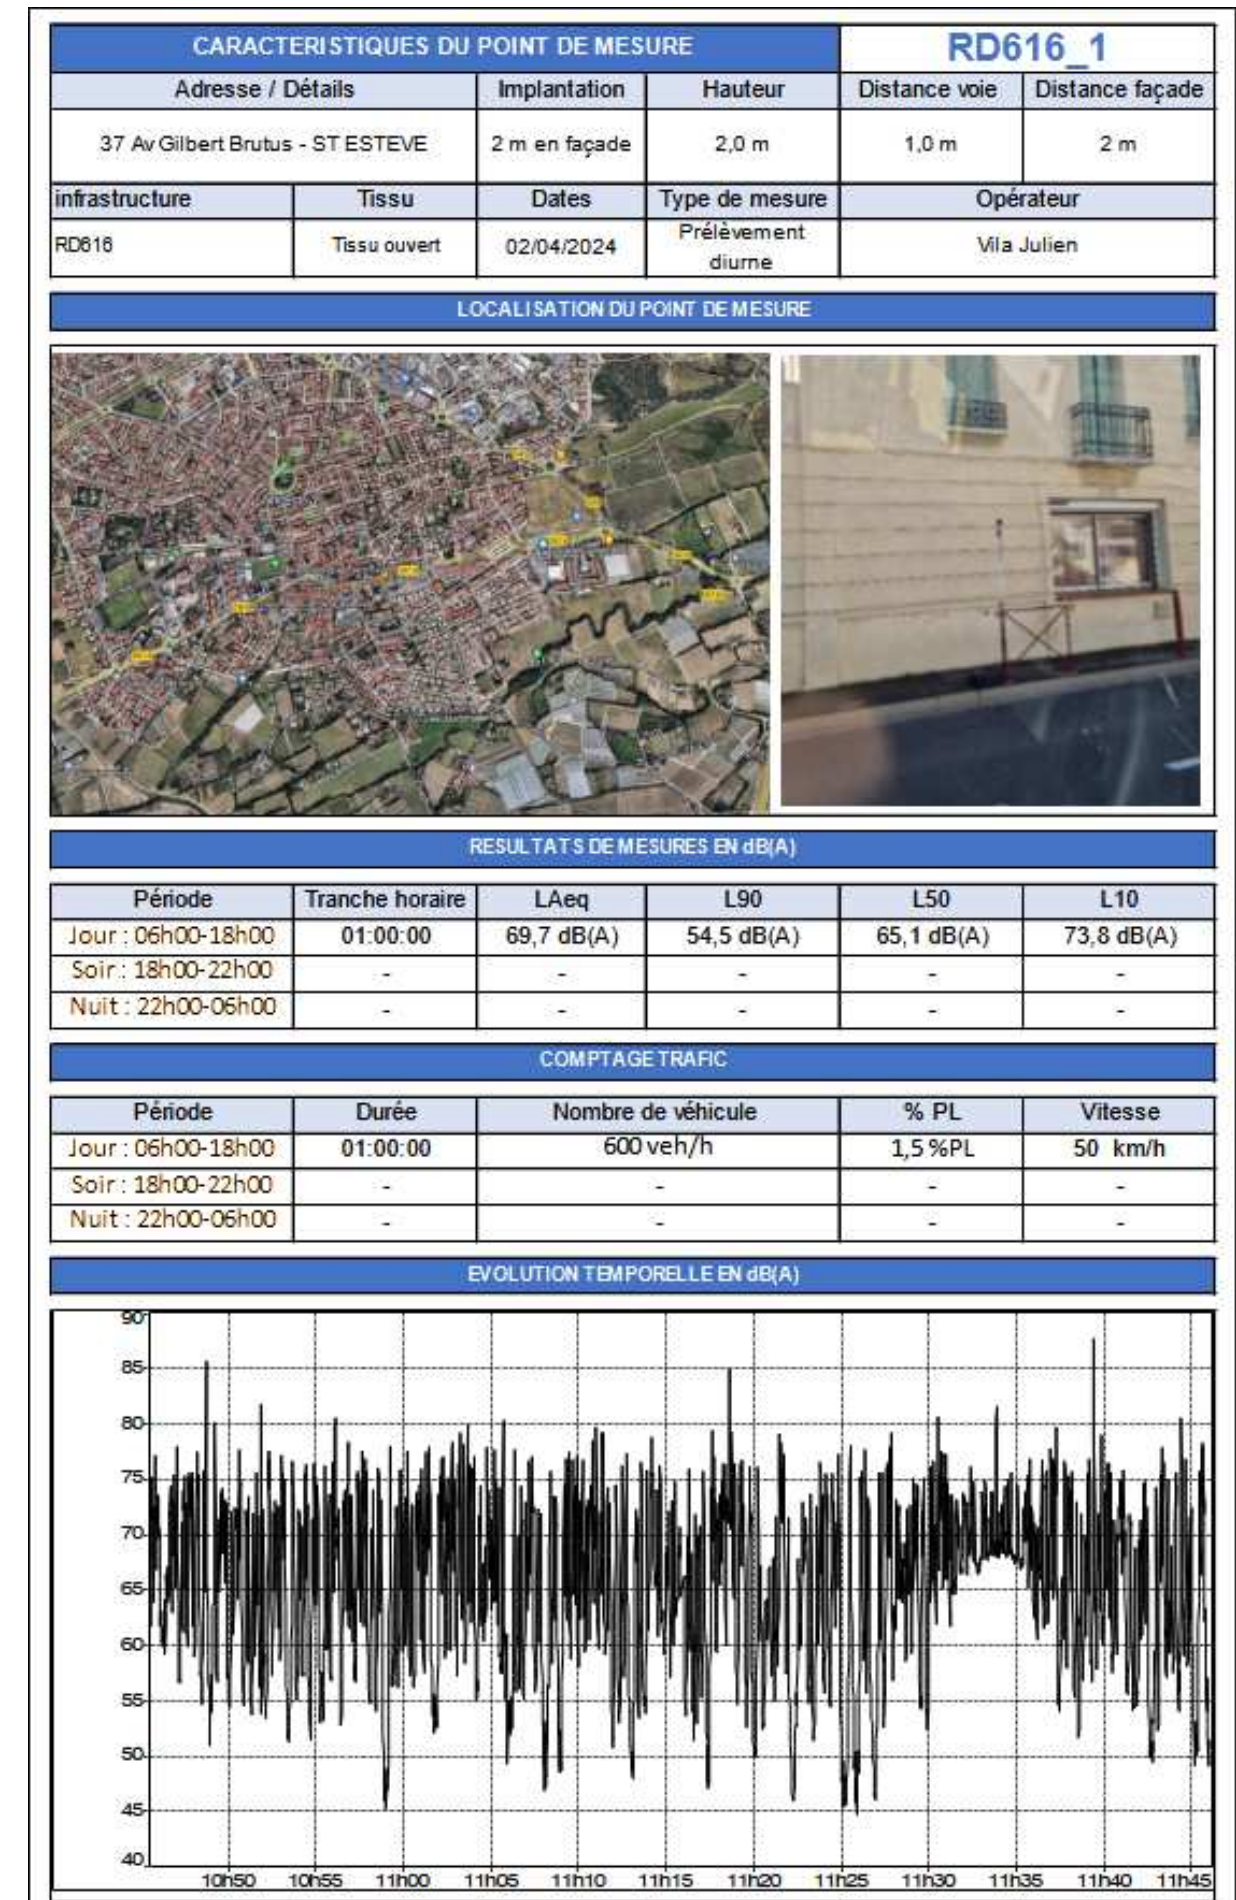 CARACTERISTIQUES DU POINT DE MESURE RD616_1
Adresse / Détails Implantation Hauteur Distance voie Distance façade
37 Av Gilbert Brutus - ST ESTEVE 2 m en façade 2,0 m 1,0 m 2 m
infrastructure Tissu Dates Type de mesure Opérateur
RD616 Tissu ouvert 02/04/2024 Prélèvement diurne Vila Julien
LOCALISATION DU POINT DE MESURE
RESULTATS DE MESURES EN dB(A)
Période Tranche horaire LAeq L90 L50 L10
Jour : 06h00-18h00 01:00:00 69,7 dB(A) 54,5 dB(A) 65,1 dB(A) 73,8 dB(A)
Soir : 18h00-22h00 - - - - -
Nuit : 22h00-06h00 - - - - -
COMPTAGE TRAFIC
Période Durée Nombre de véhicule % PL Vitesse
Jour : 06h00-18h00 01:00:00 600 veh/h 1,5 %PL 50 km/h
Soir : 18h00-22h00 - - - -
Nuit : 22h00-06h00 - - - -
EVOLUTION TEMPORELLE EN dB(A)
90
85
80
75
70
65
60
55
50
45
40
10h50 10h55 11h00 11h05 11h10 11h15 11h20 11h25 11h30 11h35 11h40 11h45